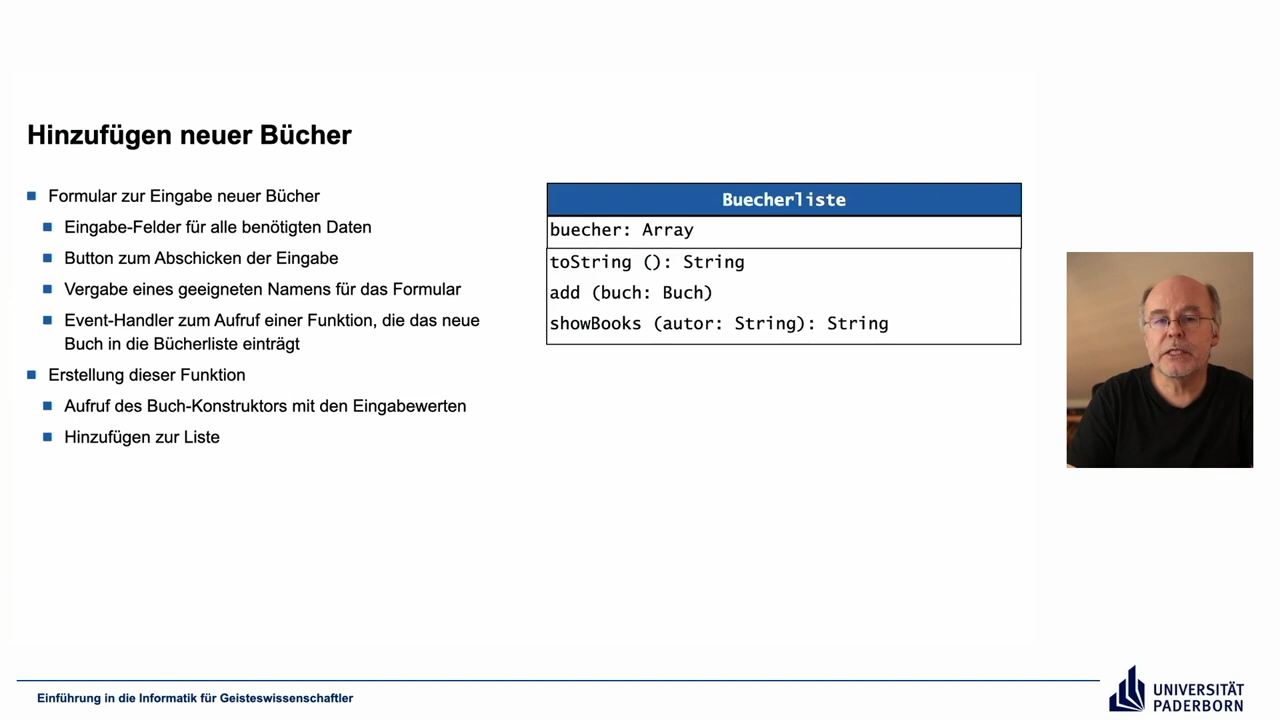 Hinzufügen neuer Bücher
Formular zur Eingabe neuer Bücher
Eingabe-Felder für alle benötigten Daten
Button zum Abschicken der Eingabe
Vergabe eines geeigneten Namens für das Formular
Event-Handler zum Aufruf einer Funktion, die das neue
Buch in die Bücherliste einträgt
Erstellung dieser Funktion
Aufruf des Buch-Konstruktors mit den Eingabewerten
Hinzufügen zur Liste
Buecherliste
buecher: Array
toString (): String
add (buch: Buch)
showBooks (autor: String): String
Einführung in die Informatik für Geisteswissenschaftler
UNIVERSITÄT
PADERBORN